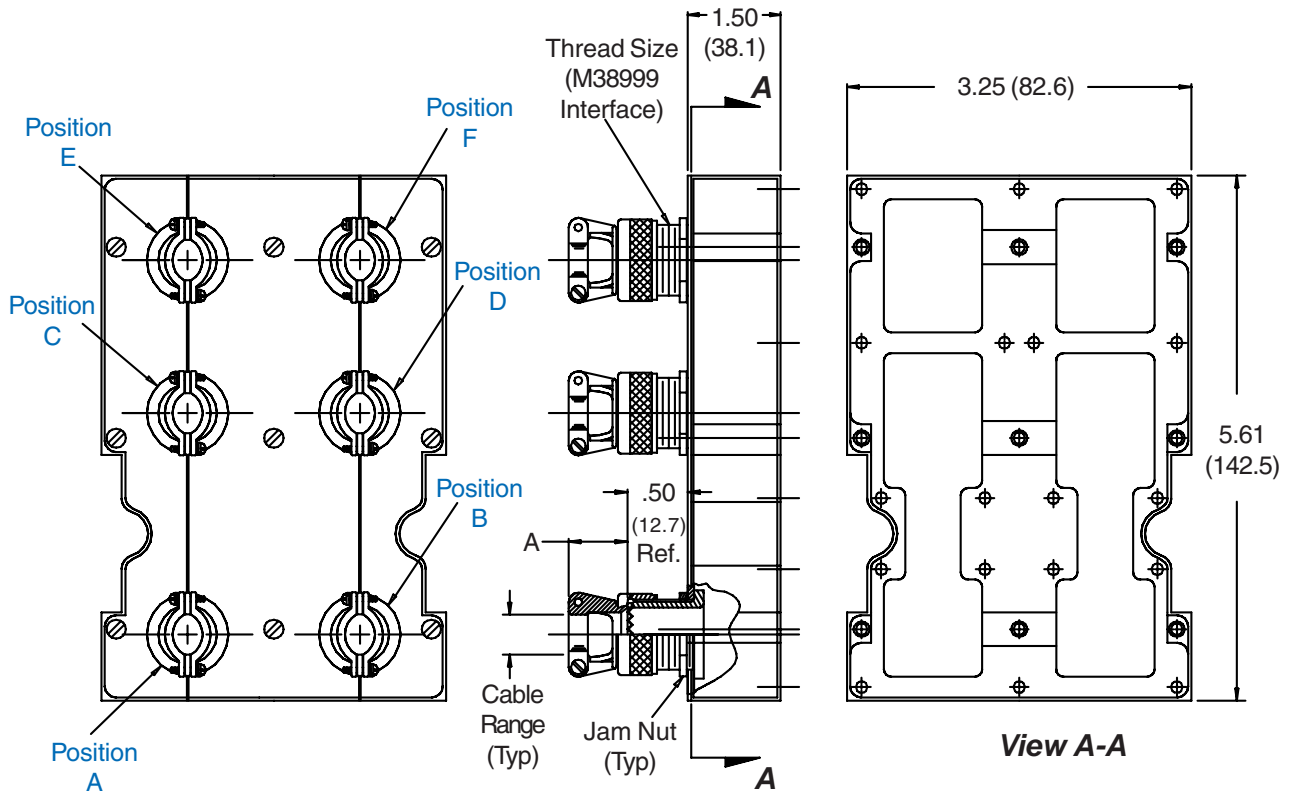 Position
E
Position
F
Position
C
Position
D
Position
B
Position
A
Thread Size
(M38999
Interface)
1.50
(38.1)
A
.50
(12.7)
Ref.
A
Cable
Range
(Typ)
Jam Nut
(Typ)
A
3.25 (82.6)
5.61
(142.5)
View A-A